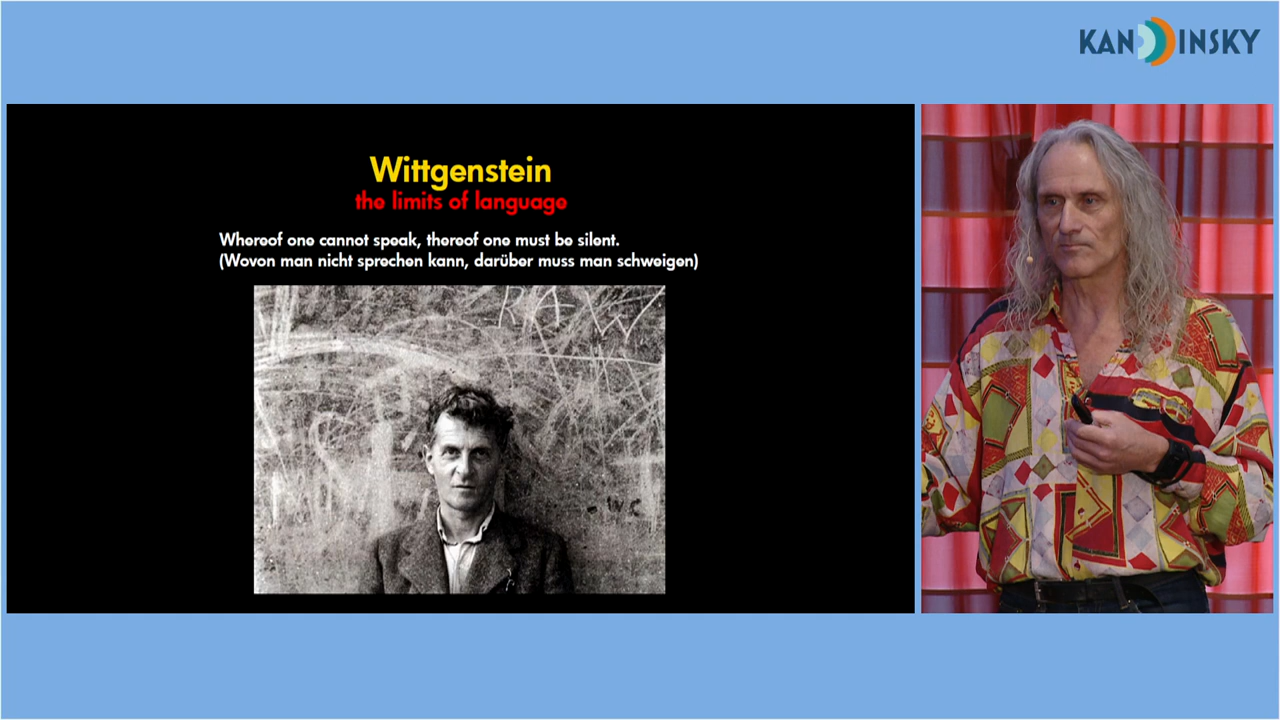 KANDINSKY
Wittgenstein
the limits of language
Whereof one cannot speak, thereof one must be silent.
(Wovon man nicht sprechen kann, darüber muss man schweigen)
R A W
W C